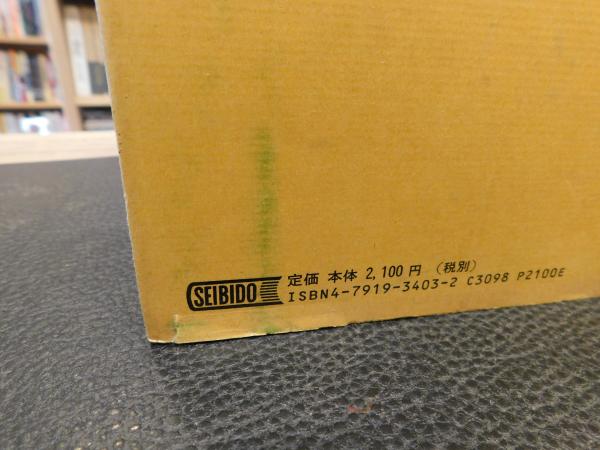 SEIBIDO
定価 本体 2,100 円 (税別)
ISBN4-7919-3403-2 C3098 P2100E